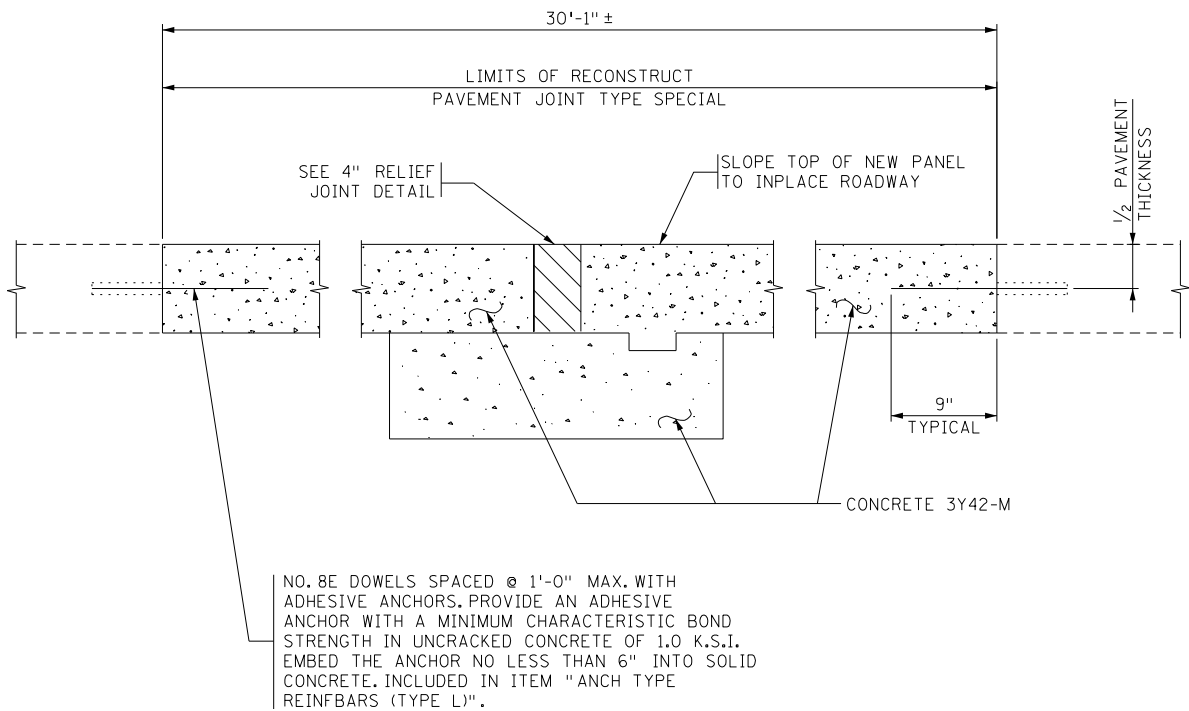 30'-1" ±
LIMITS OF RECONSTRUCT
PAVEMENT JOINT TYPE SPECIAL
SEE 4" RELIEF
JOINT DETAIL
SLOPE TOP OF NEW PANEL
TO INPLACE ROADWAY
1/2 PAVEMENT
THICKNESS
9"
TYPICAL
CONCRETE 3Y42-M
NO. 8E DOWELS SPACED @ 1'-0" MAX. WITH
ADHESIVE ANCHORS. PROVIDE AN ADHESIVE
ANCHOR WITH A MINIMUM CHARACTERISTIC BOND
STRENGTH IN UNCRACKED CONCRETE OF 1.0 K.S.I.
EMBED THE ANCHOR NO LESS THAN 6" INTO SOLID
CONCRETE. INCLUDED IN ITEM "ANCH TYPE
REINFBARS (TYPE L)".